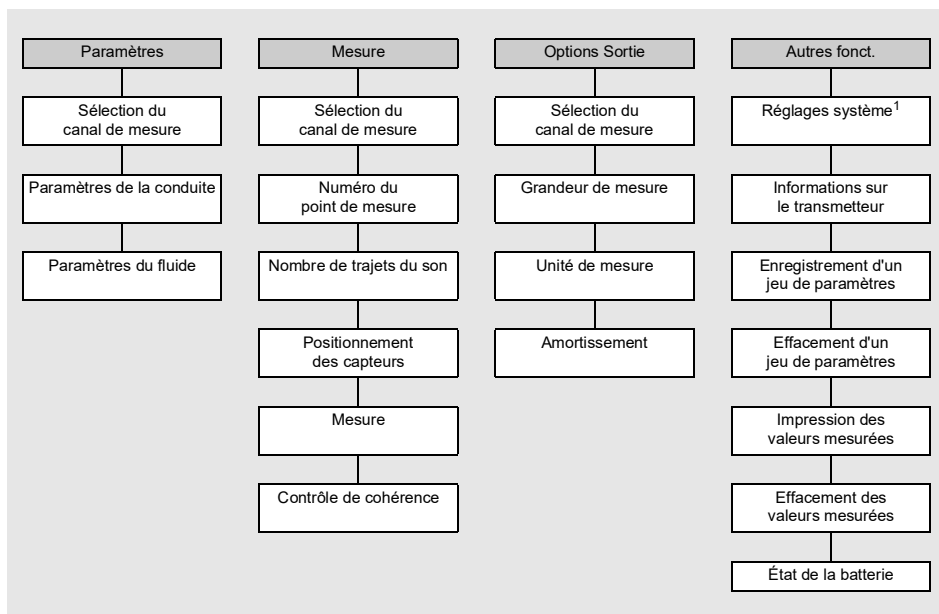 Paramètres
Sélection du
canal de mesure
Paramètres de la conduite
Paramètres du fluide
Mesure
Sélection du
canal de mesure
Numéro du
point de mesure
Nombre de trajets du son
Positionnement
des capteurs
Mesure
Contrôle de cohérence
Options Sortie
Sélection du
canal de mesure
Grandeur de mesure
Unité de mesure
Amortissement
Autres fonct.
Réglages système1
Informations sur
le transmetteur
Enregistrement d'un
jeu de paramètres
Effacement d'un
jeu de paramètres
Impression des
valeurs mesurées
Effacement des
valeurs mesurées
État de la batterie